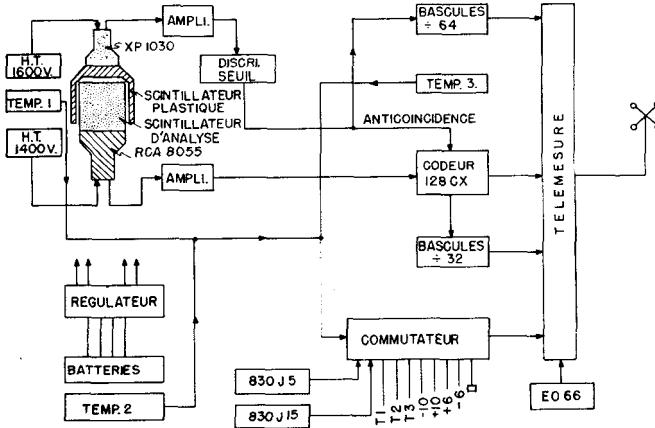 AMPLI.
XP 1030
H.T.
1600V.
TEMP. 1
H.T.
1400V.
DISCRI.
SEUIL
BASCULES
÷ 64
TEMP. 3.
SCINTILLATEUR
PLASTIQUE
SCINTILLATEUR
D'ANALYSE
RCA 8055
ANTICOINCIDENCE
AMPLI.
CODEUR
128 CX
BASCULES
÷ 32
TELEMESURE
REGULATEUR
BATTERIES
TEMP. 2
COMMUTATEUR
830 J 5
830 J 15
T1
T2
T3
-10
+10
+6
-6
EO 66